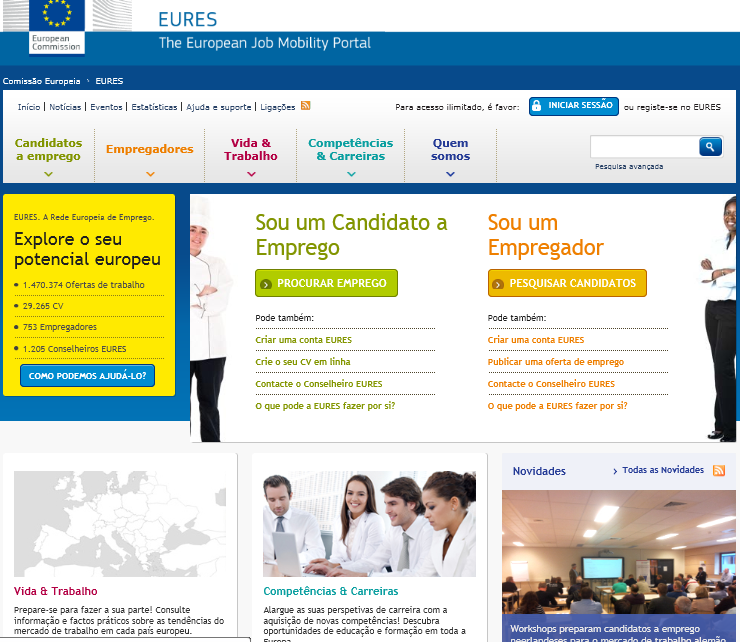 European
Commission
EURES
The European Job Mobility Portal
Comissão Europeia › EURES
Início | Notícias | Eventos | Estatísticas | Ajuda e suporte | Ligações
Para acesso ilimitado, é favor: INICIAR SESSÃO ou registe-se no EURES
Candidatos
a emprego
Empregadores
Vida &
Trabalho
Competências
& Carreiras
Quem
somos
Pesquisa avançada
EURES. A Rede Europeia de Emprego.
Explore o seu
potencial europeu
1.470.374 Ofertas de trabalho
29.265 CV
753 Empregadores
1.205 Conselheiros EURES
COMO PODEMOS AJUDÁ-LO?
Sou um Candidato a
Emprego
PROCURAR EMPREGO
Pode também:
Criar uma conta EURES
Crie o seu CV em linha
Contacte o Conselheiro EURES
O que pode a EURES fazer por si?
Sou um
Empregador
PESQUISAR CANDIDATOS
Pode também:
Criar uma conta EURES
Publicar uma oferta de emprego
Contacte o Conselheiro EURES
O que pode a EURES fazer por si?
Vida & Trabalho
Prepare-se para fazer a sua parte! Consulte
informação e factos práticos sobre as tendências do
mercado de trabalho em cada país europeu.
Competências & Carreiras
Alargue as suas perspetivas de carreira com a
aquisição de novas competências! Descubra
oportunidades de educação e formação em toda a
Europa
Novidades
› Todas as Novidades
Workshops preparam candidatos a emprego
neerlandeses para o mercado de trabalho alemão